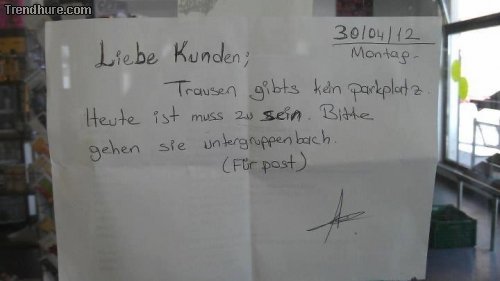 Trendhure.com
30/04/12
Montag.
Liebe Kunden;
Trausen gibts kein parkplatz.
Heute ist muss zu sein. Bitte
gehen sie untergruppenbach.
(Für post)